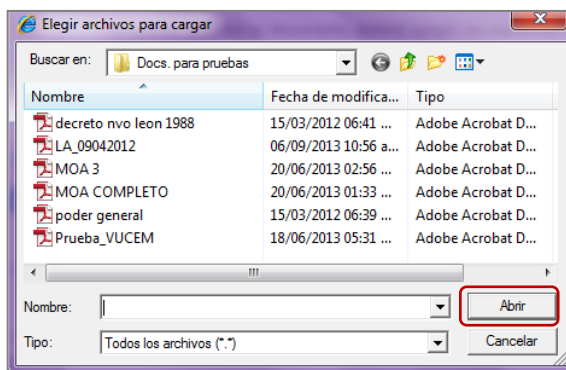 Elegir archivos para cargar
Buscar en: Docs. para pruebas
Nombre Fecha de modifica... Tipo
decreto nvo leon 1988 15/03/2012 06:41 ... Adobe Acrobat D...
LA_09042012 06/09/2013 10:56 a... Adobe Acrobat D...
MOA 3 20/06/2013 02:56 ... Adobe Acrobat D...
MOA COMPLETO 20/06/2013 01:33 ... Adobe Acrobat D...
poder general 15/03/2012 06:39 ... Adobe Acrobat D...
Prueba_VUCEM 18/06/2013 05:31 ... Adobe Acrobat D...
Nombre: Abrir
Tipo: Todos los archivos (*.*) Cancelar